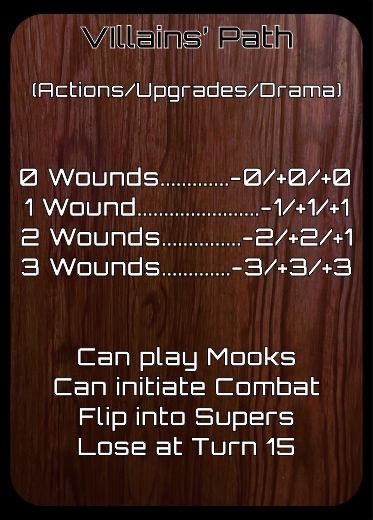 VIllains' Path
(Actions/Upgrades/Drama)
0 Wounds.............-0/+0/+0
1 Wound.......................-1/+1/+1
2 Wounds...............-2/+2/+1
3 Wounds.............-3/+3/+3
Can play Mooks
Can initiate Combat
Flip into Supers
Lose at Turn 15